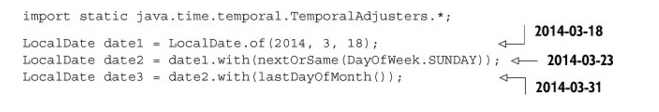 import static java.time.temporal.TemporalAdjusters.*;
2014-03-18
LocalDate date1 = LocalDate.of(2014, 3, 18);
LocalDate date2 = date1.with(nextOrSame(DayOfWeek.SUNDAY)); 2014-03-23
LocalDate date3 = date2.with(lastDayOfMonth());
2014-03-31